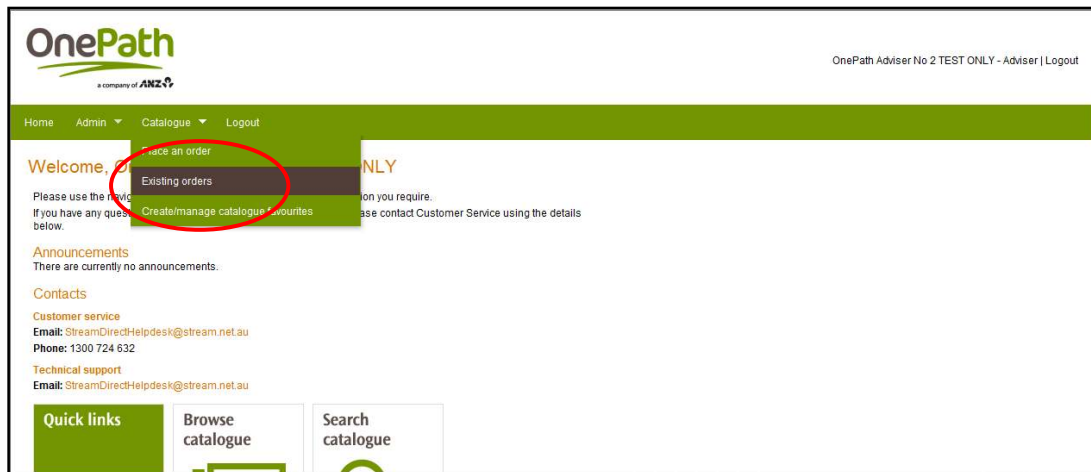 OnePath
a company of ANZ
OnePath Adviser No 2 TEST ONLY - Adviser | Logout
Home Admin Catalogue Logout
Place an order
Existing orders
Create/manage catalogue favourites
Welcome, O NLY
Please use the navig ion you require.
If you have any ques ase contact Customer Service using the details
below.
Announcements
There are currently no announcements.
Contacts
Customer service
Email: StreamDirectHelpdesk@stream.net.au
Phone: 1300 724 632
Technical support
Email: StreamDirectHelpdesk@stream.net.au
Quick links
Browse
catalogue
Search
catalogue